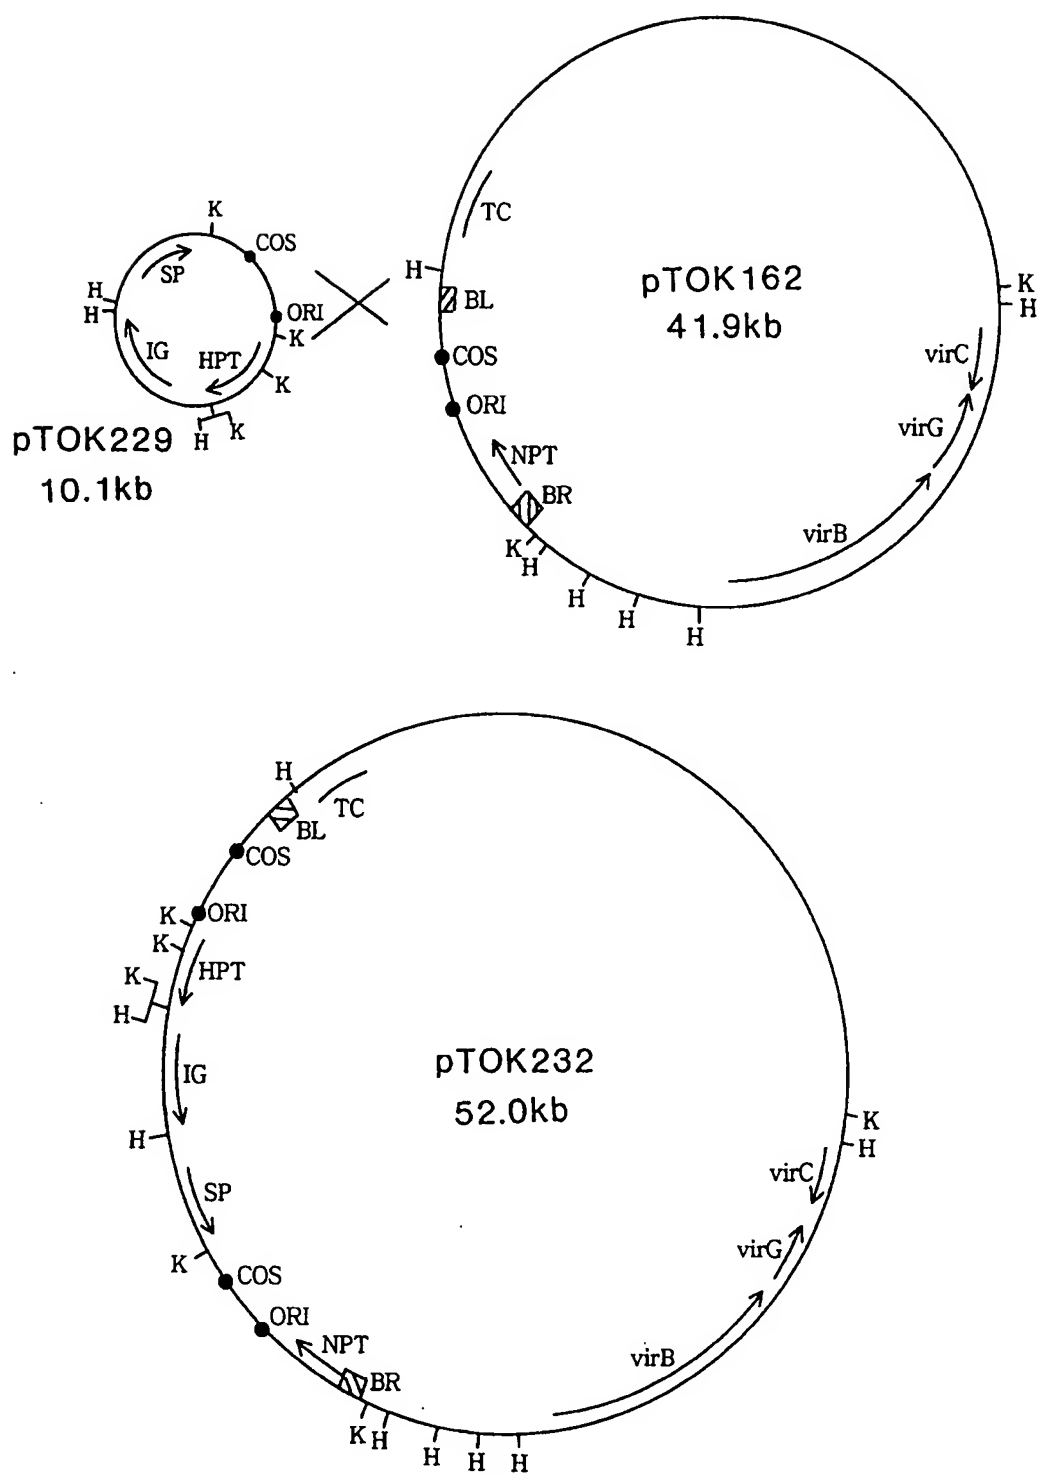 K
COS
SP
H
H
ORI
K
IG
HPT
K
H
K
pTOK229
10.1kb
TC
H
BL
pTOK162
41.9kb
K
H
COS
virC
ORI
virG
NPT
BR
virB
K
H
H
H
H
H
TC
BL
COS
K
ORI
K
K
HPT
H
pTOK232
52.0kb
IG
K
H
H
virC
SP
virG
K
COS
ORI
NPT
virB
BR
K
H
H
H
H